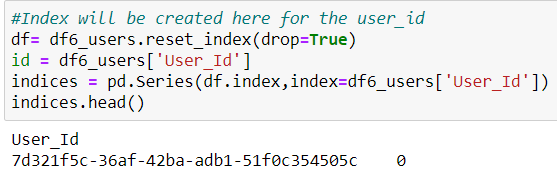 #Index will be created here for the user_id
df= df6_users.reset_index(drop=True)
id = df6_users['User_Id']
indices = pd.Series(df.index,index=df6_users['User_Id'])
indices.head()
User_Id
7d321f5c-36af-42ba-adb1-51f0c354505c    0